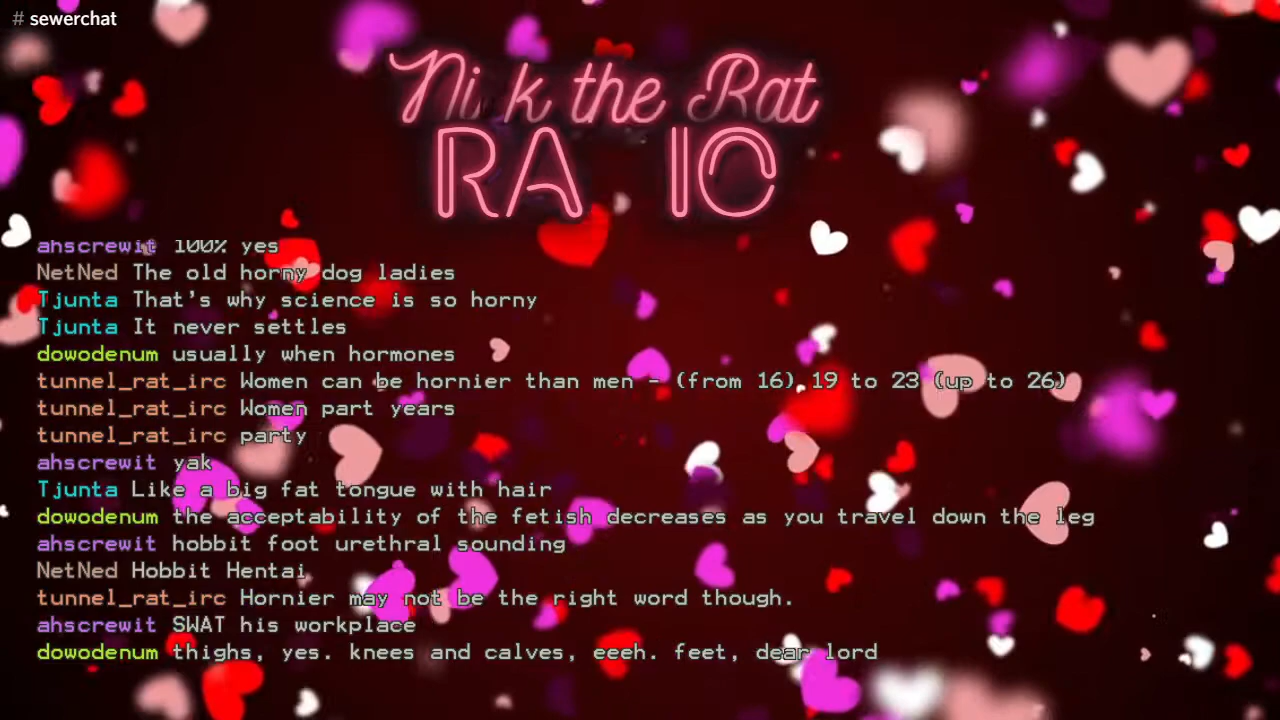 # sewerchat
Ni k the Rat
RA IO
ahscrewit 100% yes
NetNed The old horny dog ladies
Tjunta That's why science is so horny
Tjunta It never settles
dowodenum usually when hormones
tunnel_rat_irc Women can be hornier than men - (from 16) 19 to 23 (up to 26)
tunnel_rat_irc Women part years
tunnel_rat_irc party
ahscrewit yak
Tjunta Like a big fat tongue with hair
dowodenum the acceptability of the fetish decreases as you travel down the leg
ahscrewit hobbit foot urethral sounding
NetNed Hobbit Hentai
tunnel_rat_irc Hornier may not be the right word though.
ahscrewit SWAT his workplace
dowodenum thighs, yes. knees and calves, eeeh. feet, dear lord